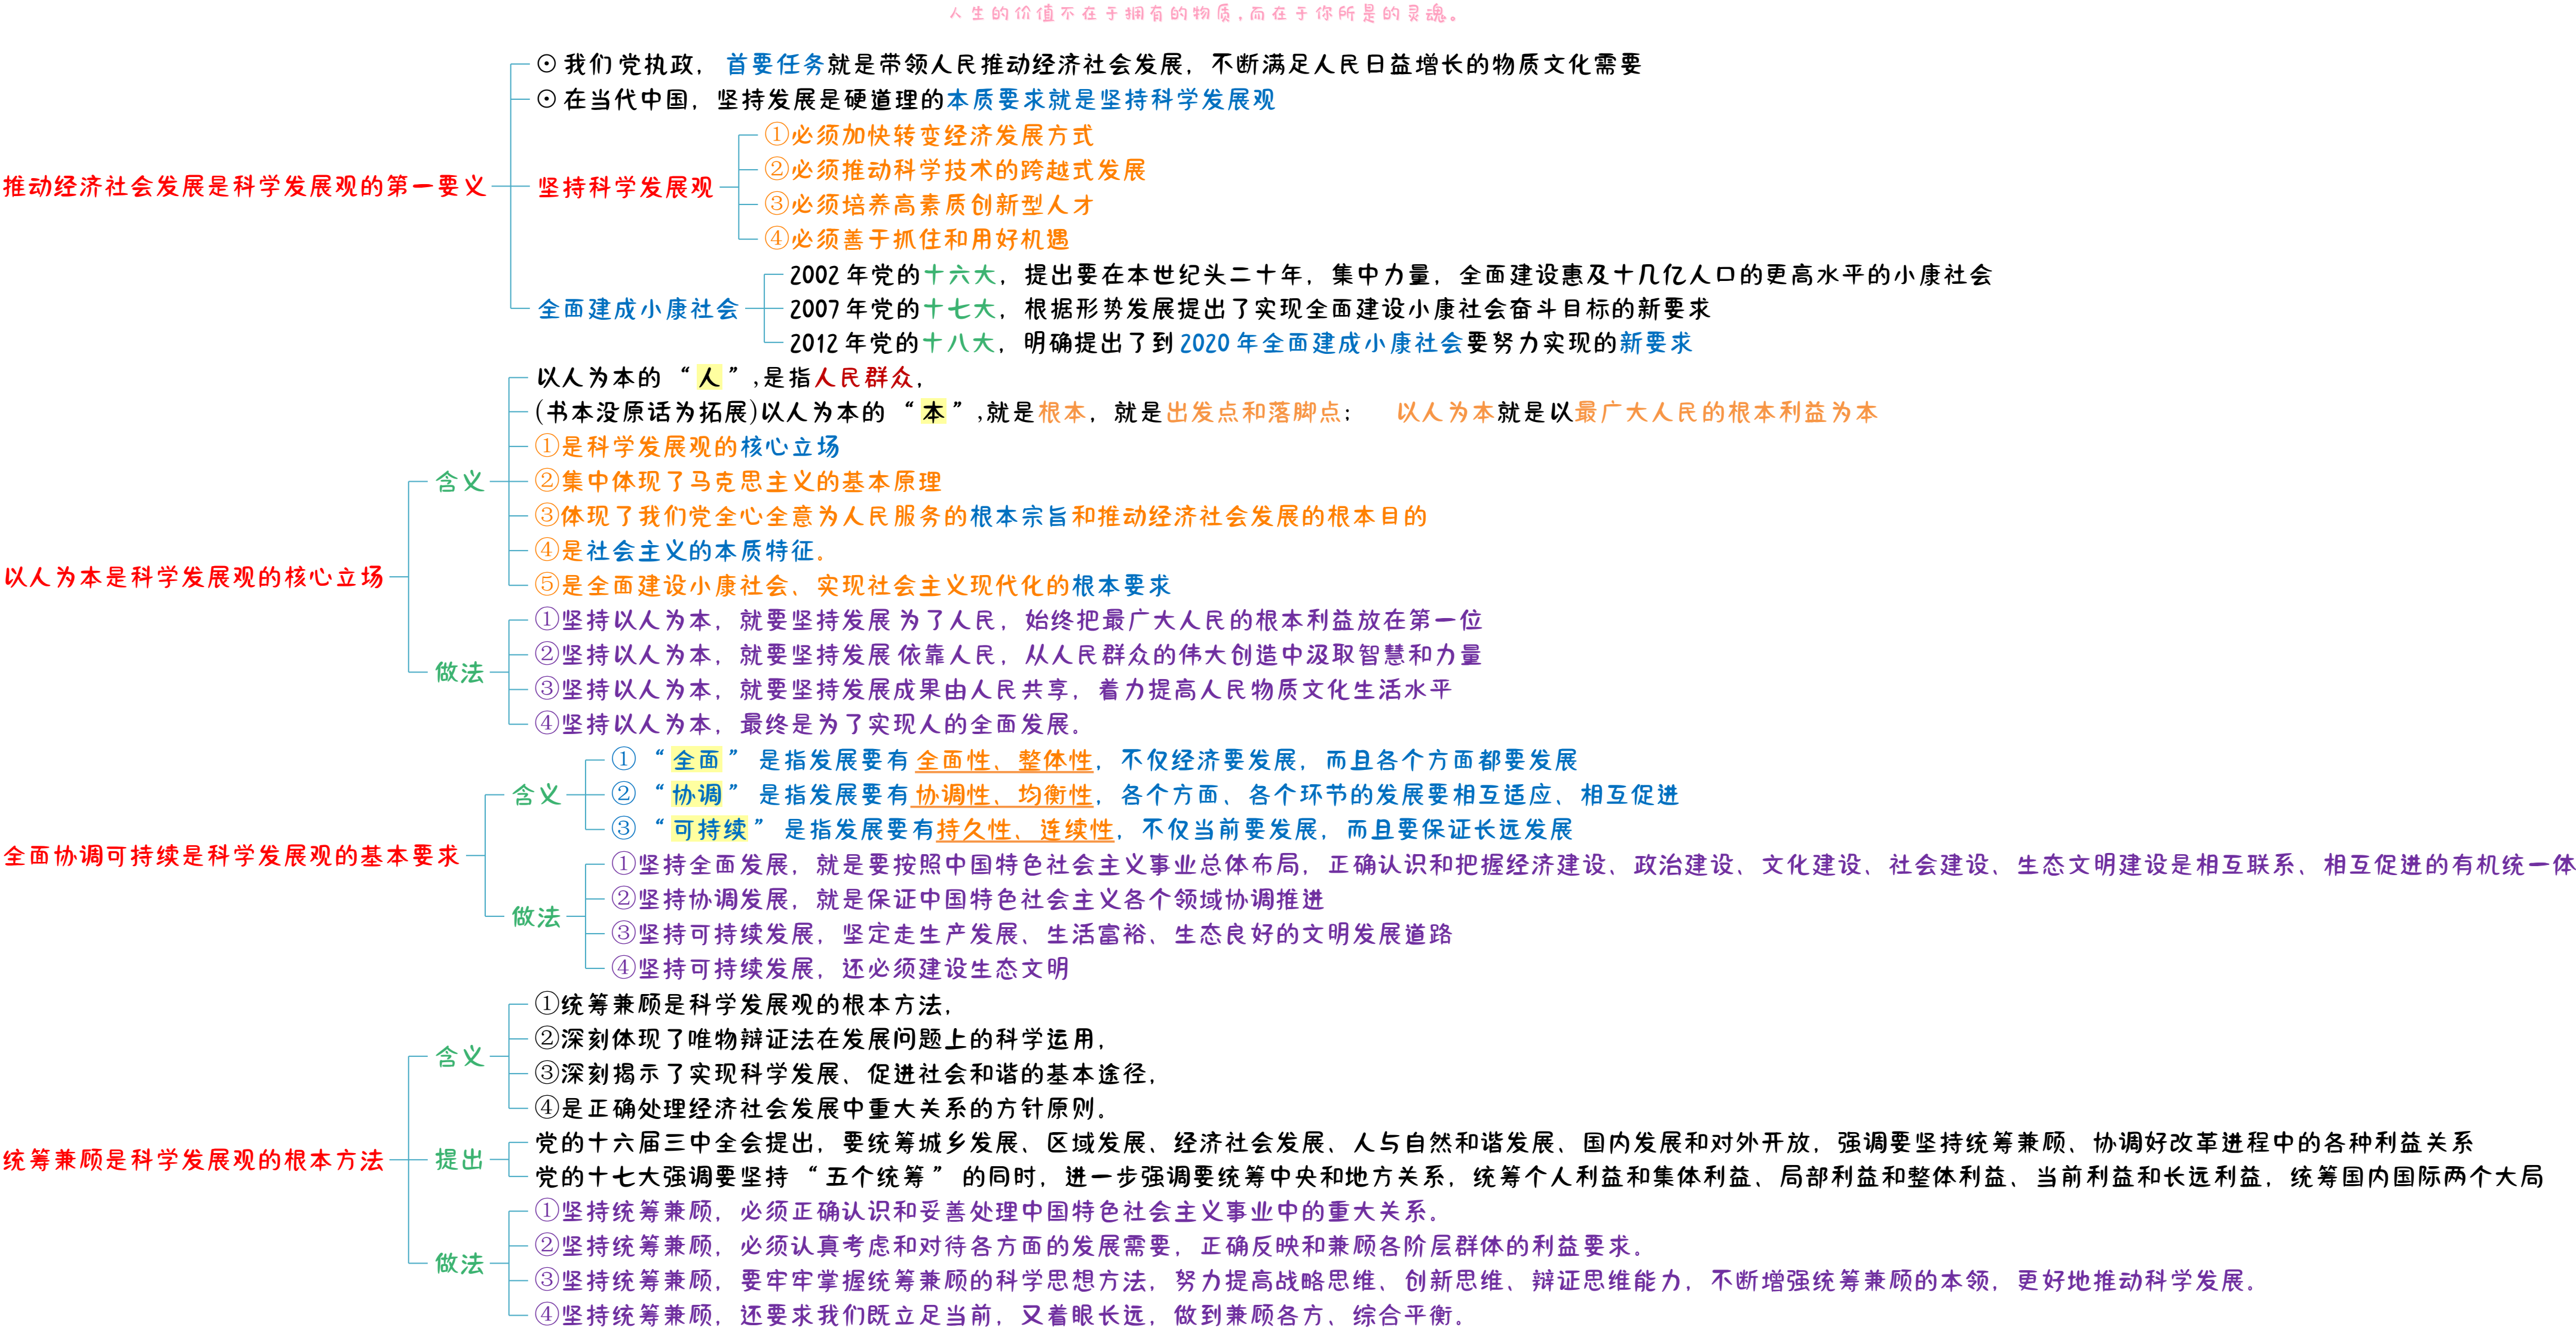 人生的价值不在于拥有的物质,而在于你所是的灵魂。
推动经济社会发展是科学发展观的第一要义
⊙ 我们党执政，首要任务就是带领人民推动经济社会发展，不断满足人民日益增长的物质文化需要
⊙ 在当代中国，坚持发展是硬道理的本质要求就是坚持科学发展观
坚持科学发展观
①必须加快转变经济发展方式
②必须推动科学技术的跨越式发展
③必须培养高素质创新型人才
④必须善于抓住和用好机遇
全面建成小康社会
2002 年党的十六大，提出要在本世纪头二十年，集中力量，全面建设惠及十几亿人口的更高水平的小康社会
2007 年党的十七大，根据形势发展提出了实现全面建设小康社会奋斗目标的新要求
2012 年党的十八大，明确提出了到 2020 年全面建成小康社会要努力实现的新要求
以人为本是科学发展观的核心立场
含义
以人为本的“人”,是指人民群众，
(书本没原话为拓展)以人为本的“本”,就是根本，就是出发点和落脚点； 以人为本就是以最广大人民的根本利益为本
①是科学发展观的核心立场
②集中体现了马克思主义的基本原理
③体现了我们党全心全意为人民服务的根本宗旨和推动经济社会发展的根本目的
④是社会主义的本质特征。
⑤是全面建设小康社会、实现社会主义现代化的根本要求
做法
①坚持以人为本，就要坚持发展为了人民，始终把最广大人民的根本利益放在第一位
②坚持以人为本，就要坚持发展依靠人民，从人民群众的伟大创造中汲取智慧和力量
③坚持以人为本，就要坚持发展成果由人民共享，着力提高人民物质文化生活水平
④坚持以人为本，最终是为了实现人的全面发展。
全面协调可持续是科学发展观的基本要求
含义
①“全面”是指发展要有全面性、整体性，不仅经济要发展，而且各个方面都要发展
②“协调”是指发展要有协调性、均衡性，各个方面、各个环节的发展要相互适应、相互促进
③“可持续”是指发展要有持久性、连续性，不仅当前要发展，而且要保证长远发展
做法
①坚持全面发展，就是要按照中国特色社会主义事业总体布局，正确认识和把握经济建设、政治建设、文化建设、社会建设、生态文明建设是相互联系、相互促进的有机统一体
②坚持协调发展，就是保证中国特色社会主义各个领域协调推进
③坚持可持续发展，坚定走生产发展、生活富裕、生态良好的文明发展道路
④坚持可持续发展，还必须建设生态文明
统筹兼顾是科学发展观的根本方法
含义
①统筹兼顾是科学发展观的根本方法，
②深刻体现了唯物辩证法在发展问题上的科学运用，
③深刻揭示了实现科学发展、促进社会和谐的基本途径，
④是正确处理经济社会发展中重大关系的方针原则。
提出
党的十六届三中全会提出，要统筹城乡发展、区域发展、经济社会发展、人与自然和谐发展、国内发展和对外开放，强调要坚持统筹兼顾、协调好改革进程中的各种利益关系
党的十七大强调要坚持“五个统筹”的同时，进一步强调要统筹中央和地方关系，统筹个人利益和集体利益、局部利益和整体利益、当前利益和长远利益，统筹国内国际两个大局
做法
①坚持统筹兼顾，必须正确认识和妥善处理中国特色社会主义事业中的重大关系。
②坚持统筹兼顾，必须认真考虑和对待各方面的发展需要，正确反映和兼顾各阶层群体的利益要求。
③坚持统筹兼顾，要牢牢掌握统筹兼顾的科学思想方法，努力提高战略思维、创新思维、辩证思维能力，不断增强统筹兼顾的本领，更好地推动科学发展。
④坚持统筹兼顾，还要求我们既立足当前，又着眼长远，做到兼顾各方、综合平衡。